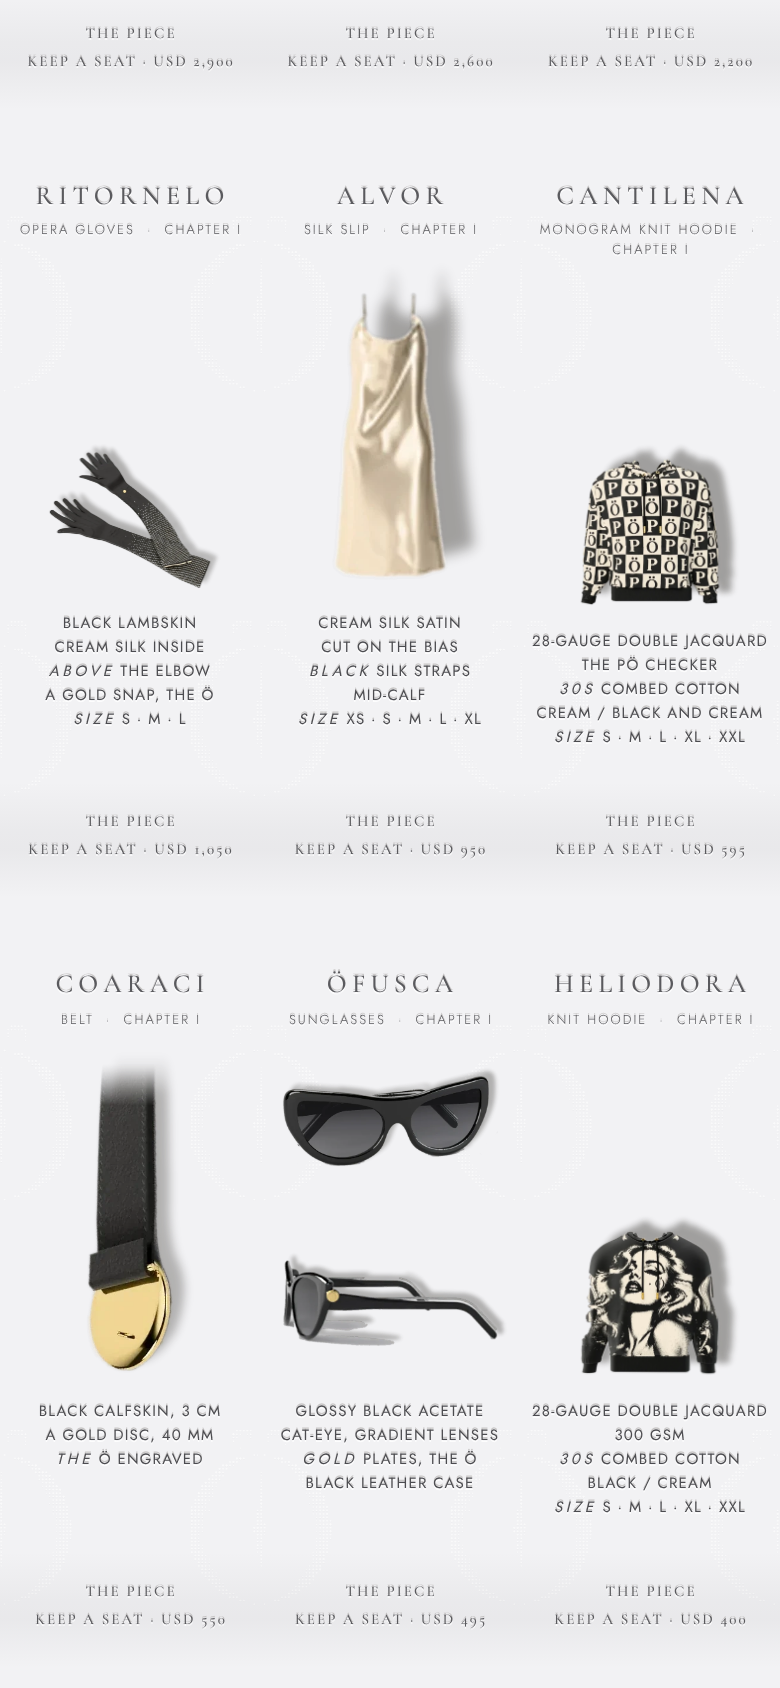 THE PIECE
KEEP A SEAT · USD 2,900
THE PIECE
KEEP A SEAT · USD 2,600
THE PIECE
KEEP A SEAT · USD 2,200
RITORNELO
OPERA GLOVES · CHAPTER I
BLACK LAMBSKIN
CREAM SILK INSIDE
ABOVE THE ELBOW
A GOLD SNAP, THE Ö
SIZE S · M · L
THE PIECE
KEEP A SEAT · USD 1,050
ALVOR
SILK SLIP · CHAPTER I
CREAM SILK SATIN
CUT ON THE BIAS
BLACK SILK STRAPS
MID-CALF
SIZE XS · S · M · L · XL
THE PIECE
KEEP A SEAT · USD 950
CANTILENA
MONOGRAM KNIT HOODIE ·
CHAPTER I
28-GAUGE DOUBLE JACQUARD
THE PÖ CHECKER
30S COMBED COTTON
CREAM / BLACK AND CREAM
SIZE S · M · L · XL · XXL
THE PIECE
KEEP A SEAT · USD 595
COARACI
BELT · CHAPTER I
BLACK CALFSKIN, 3 CM
A GOLD DISC, 40 MM
THE Ö ENGRAVED
THE PIECE
KEEP A SEAT · USD 550
ÖFUSCA
SUNGLASSES · CHAPTER I
GLOSSY BLACK ACETATE
CAT-EYE, GRADIENT LENSES
GOLD PLATES, THE Ö
BLACK LEATHER CASE
THE PIECE
KEEP A SEAT · USD 495
HELIODORA
KNIT HOODIE · CHAPTER I
28-GAUGE DOUBLE JACQUARD
300 GSM
30S COMBED COTTON
BLACK / CREAM
SIZE S · M · L · XL · XXL
THE PIECE
KEEP A SEAT · USD 400